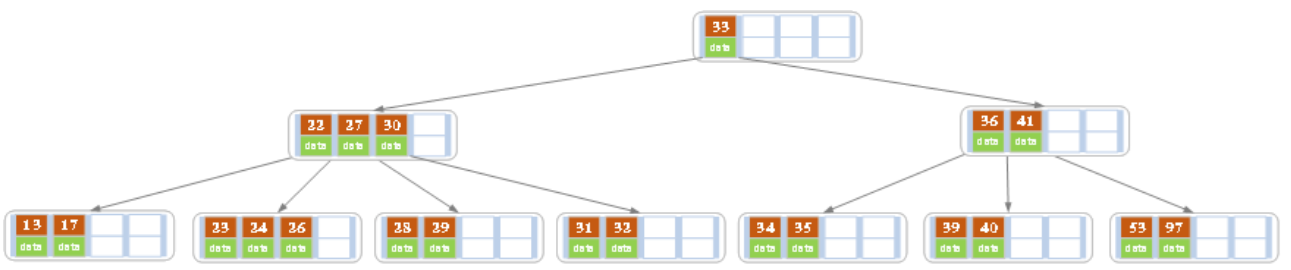 33
data
22 27 30
data data data
36 41
data data
13 17
data data
23 24 26
data data data
28 29
data data
31 32
data data
34 35
data data
39 40
data data
53 97
data data